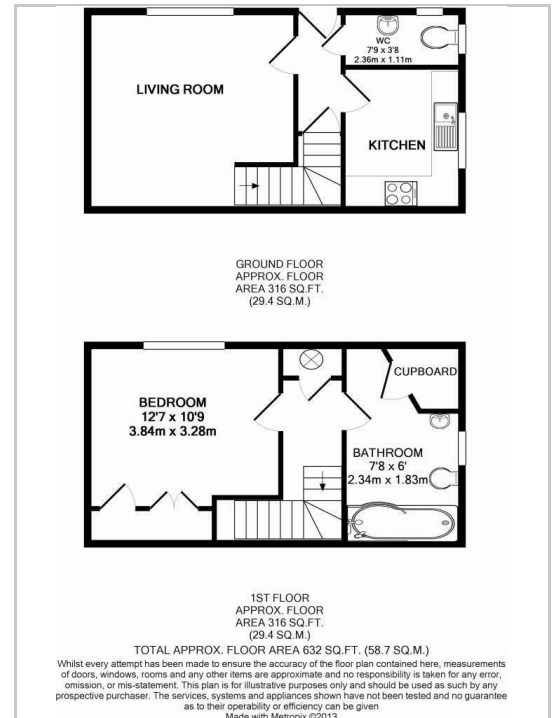 WC
7'9 x 3'8
2.36m x 1.11m
LIVING ROOM
KITCHEN
GROUND FLOOR
APPROX. FLOOR
AREA 316 SQ.FT.
(29.4 SQ.M.)
CUPBOARD
BEDROOM
12'7 x 10'9
3.84m x 3.28m
BATHROOM
7'8 x 6'
2.34m x 1.83m
1ST FLOOR
APPROX. FLOOR
AREA 316 SQ.FT.
(29.4 SQ.M.)
TOTAL APPROX. FLOOR AREA 632 SQ.FT. (58.7 SQ.M.)
Whilst every attempt has been made to ensure the accuracy of the floor plan contained here, measurements
of doors, windows, rooms and any other items are approximate and no responsibility is taken for any error,
omission, or mis-statement. This plan is for illustrative purposes only and should be used as such by any
prospective purchaser. The services, systems and appliances shown have not been tested and no guarantee
as to their operability or efficiency can be given
Made with Metropix ©2013